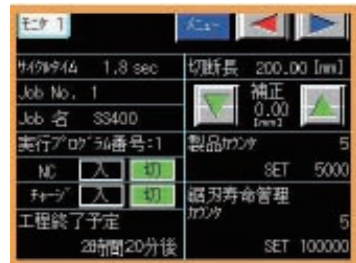 モニタ 1 メニュー
サイクルタイム 1.8 sec
切断長 200.00 [mm]
Job No. 1
Job 名 SS400
補正
0.00
[mm]
実行プログラム番号:1
製品カウンタ 5
SET 5000
NC 入 切
チャージ 入 切
鋸刃寿命管理
カウンタ 5
SET 100000
工程終了予定
28時間20分後